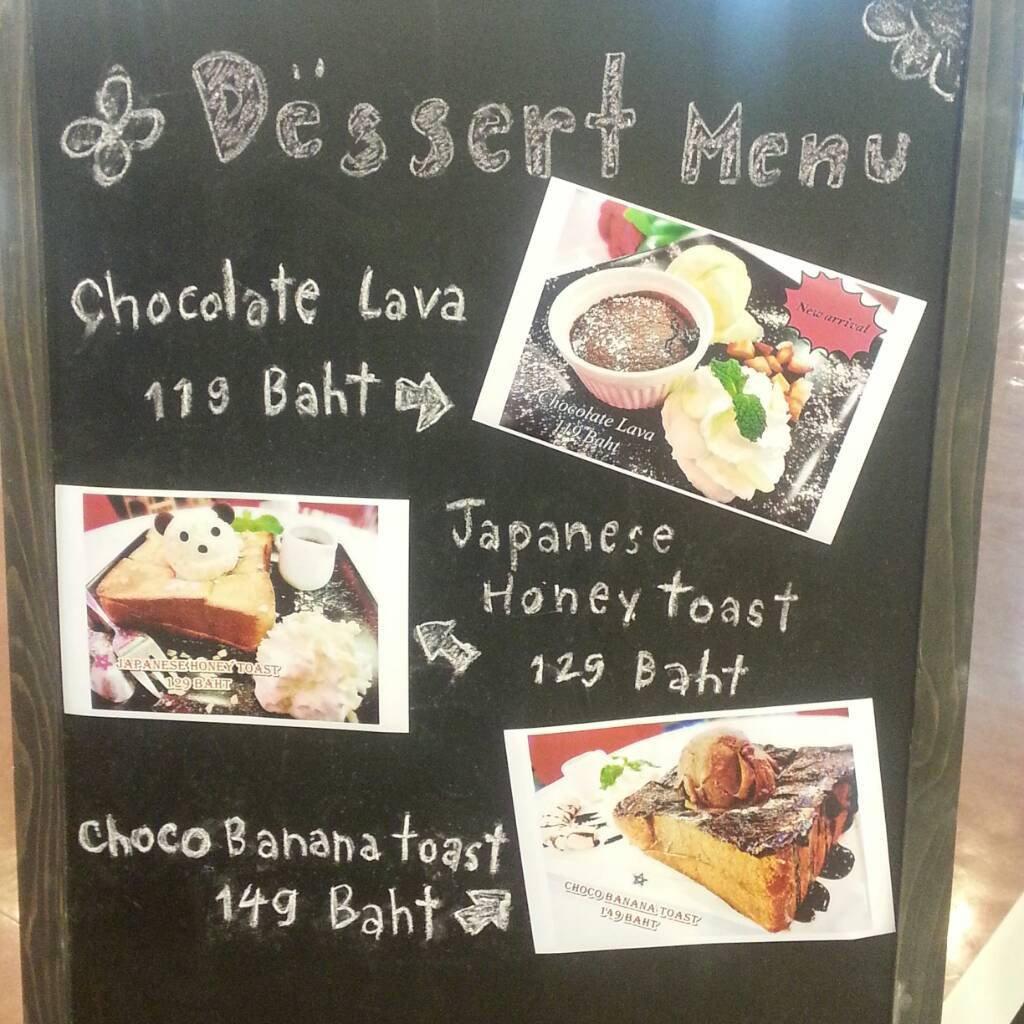 Dëssert Menu
Chocolate Lava
119 Baht
New arrival
Chocolate Lava
119 Baht
Japanese
Honey toast
129 Baht
JAPANESE HONEY TOAST
129 BAHT
choco Banana toast
149 Baht
CHOCO BANANA TOAST
149 BAHT